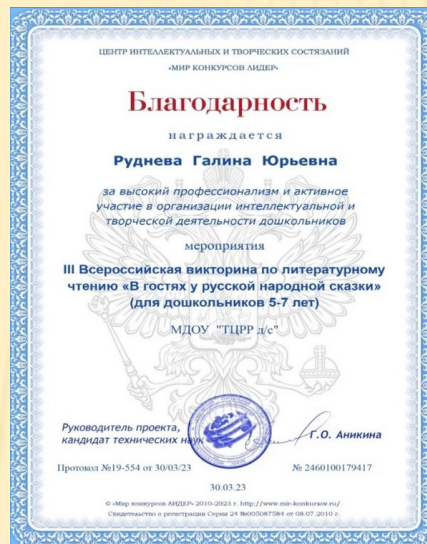 ЦЕНТР ИНТЕЛЛЕКТУАЛЬНЫХ И ТВОРЧЕСКИХ СОСТЯЗАНИЙ
«МИР КОНКУРСОВ ЛИДЕР»
Благодарность
награждается
Руднева Галина Юрьевна
за высокий профессионализм и активное
участие в организации интеллектуальной и
творческой деятельности дошкольников
мероприятия
III Всероссийская викторина по литературному
чтению «В гостях у русской народной сказки»
(для дошкольников 5-7 лет)
МДОУ "ТЦРР д/с"
Руководитель проекта,
кандидат технических наук Г.О. Аникина
Протокол №19-554 от 30/03/23 № 2460100179417
30.03.23
© «Мир конкурсов ЛИДЕР» 2010-2023 г. http://www.mir-konkursov.ru/
Свидетельство о регистрации Серия 24 №005087584 от 08.07.2010 г.